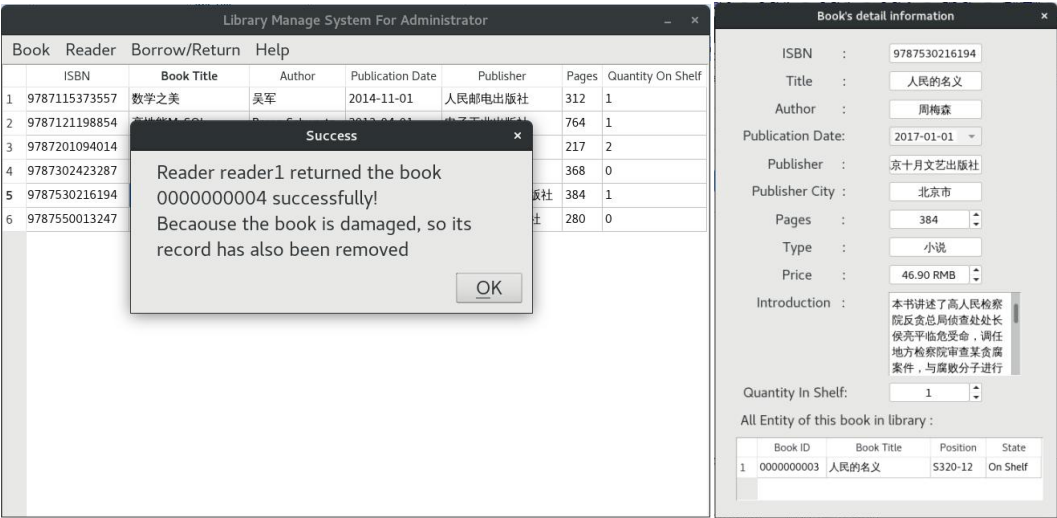 Library Manage System For Administrator
Book Reader Borrow/Return Help
ISBN Book Title Author Publication Date Publisher Pages Quantity On Shelf
1 9787115373557 数学之美 吴军 2014-11-01 人民邮电出版社 312 1
2 9787121198854 764 1
3 9787201094014 217 2
4 9787302423287 368 0
5 9787530216194 版社 384 1
6 9787550013247 社 280 0
Success
Reader reader1 returned the book
0000000004 successfully!
Becaouse the book is damaged, so its
record has also been removed
OK
Book's detail information
ISBN : 9787530216194
Title : 人民的名义
Author : 周梅森
Publication Date: 2017-01-01
Publisher : 京十月文艺出版社
Publisher City : 北京市
Pages : 384
Type : 小说
Price : 46.90 RMB
Introduction : 本书讲述了高人民检察
院反贪总局侦查处处长
侯亮平临危受命，调任
地方检察院审查某贪腐
案件，与腐败分子进行
Quantity In Shelf: 1
All Entity of this book in library :
Book ID Book Title Position State
1 0000000003 人民的名义 S320-12 On Shelf